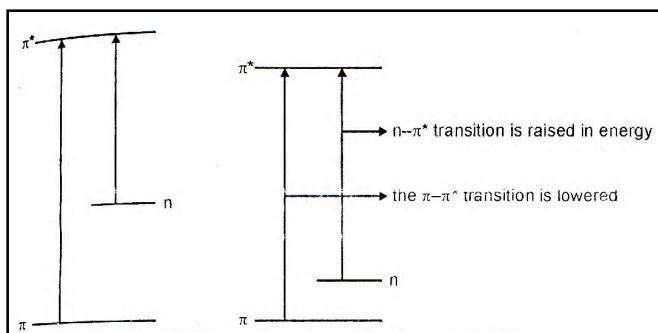 π*
n
π
π*
n--π* transition is raised in energy
the π–π* transition is lowered
n
π